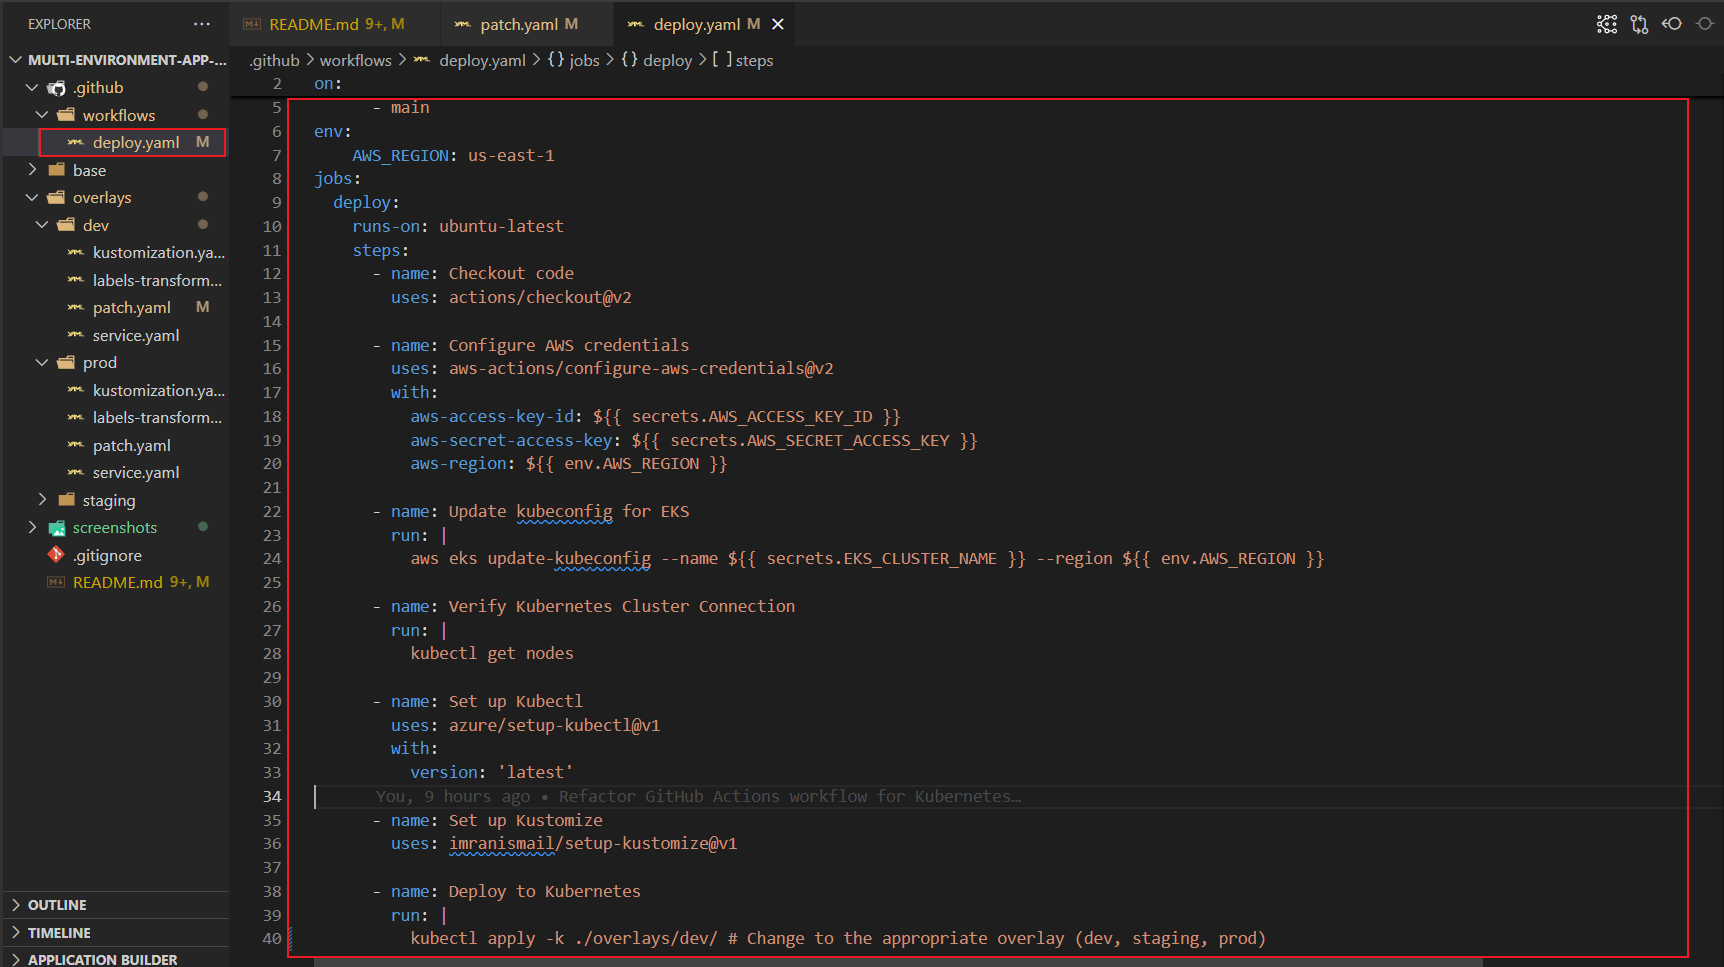 EXPLORER
MULTI-ENVIRONMENT-APP-...
.github
workflows
deploy.yaml M
base
overlays
dev
kustomization.ya...
labels-transform...
patch.yaml M
service.yaml
prod
kustomization.ya...
labels-transform...
patch.yaml
service.yaml
staging
screenshots
.gitignore
README.md 9+, M
OUTLINE
TIMELINE
APPLICATION BUILDER
README.md 9+, M
patch.yaml M
deploy.yaml M
.github > workflows > deploy.yaml > {} jobs > {} deploy > [ ] steps
2 on:
5 - main
6 env:
7 AWS_REGION: us-east-1
8 jobs:
9 deploy:
10 runs-on: ubuntu-latest
11 steps:
12 - name: Checkout code
13 uses: actions/checkout@v2
14
15 - name: Configure AWS credentials
16 uses: aws-actions/configure-aws-credentials@v2
17 with:
18 aws-access-key-id: ${{ secrets.AWS_ACCESS_KEY_ID }}
19 aws-secret-access-key: ${{ secrets.AWS_SECRET_ACCESS_KEY }}
20 aws-region: ${{ env.AWS_REGION }}
21
22 - name: Update kubeconfig for EKS
23 run: |
24 aws eks update-kubeconfig --name ${{ secrets.EKS_CLUSTER_NAME }} --region ${{ env.AWS_REGION }}
25
26 - name: Verify Kubernetes Cluster Connection
27 run: |
28 kubectl get nodes
29
30 - name: Set up Kubectl
31 uses: azure/setup-kubectl@v1
32 with:
33 version: 'latest'
34 You, 9 hours ago • Refactor GitHub Actions workflow for Kubernetes…
35 - name: Set up Kustomize
36 uses: imranismail/setup-kustomize@v1
37
38 - name: Deploy to Kubernetes
39 run: |
40 kubectl apply -k ./overlays/dev/ # Change to the appropriate overlay (dev, staging, prod)